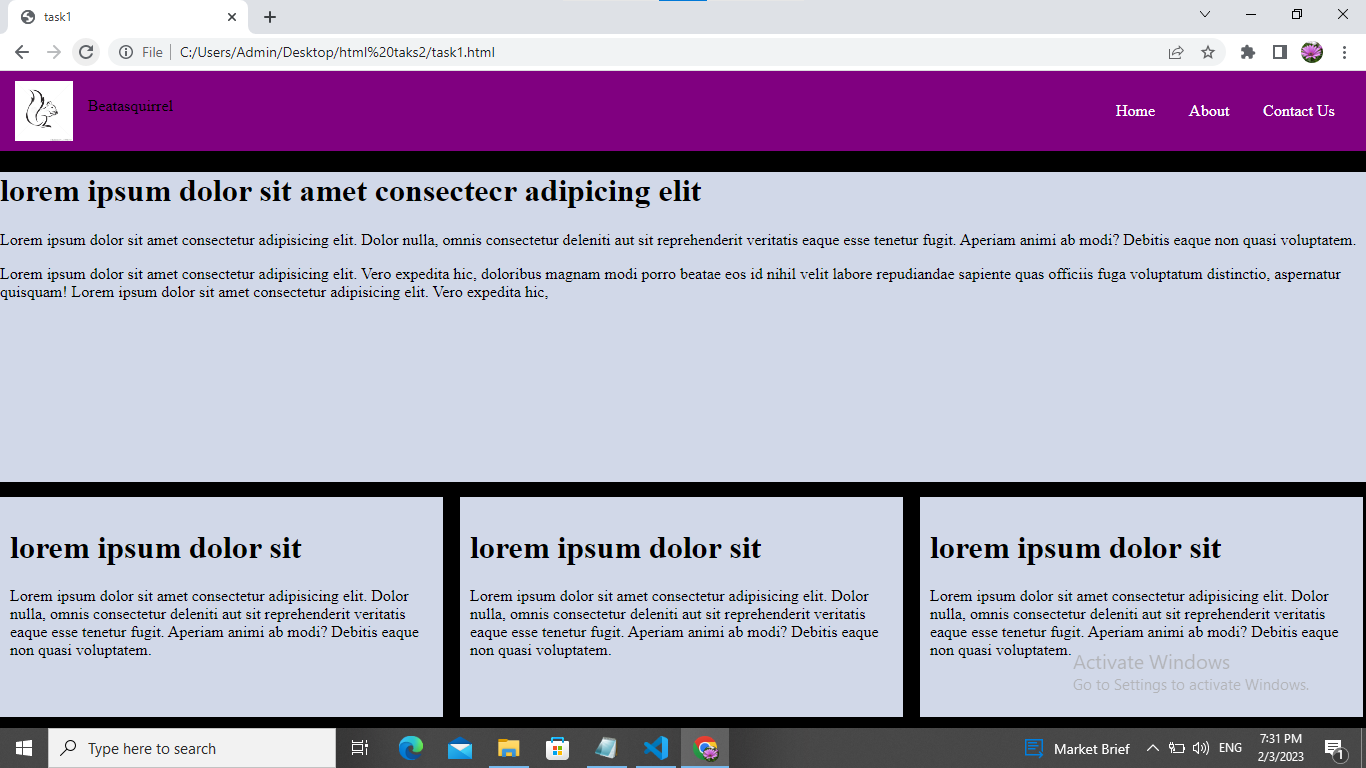 task1
File C:/Users/Admin/Desktop/html%20taks2/task1.html
Beatasquirrel
Home About Contact Us
lorem ipsum dolor sit amet consectecr adipicing elit
Lorem ipsum dolor sit amet consectetur adipisicing elit. Dolor nulla, omnis consectetur deleniti aut sit reprehenderit veritatis eaque esse tenetur fugit. Aperiam animi ab modi? Debitis eaque non quasi voluptatem.
Lorem ipsum dolor sit amet consectetur adipisicing elit. Vero expedita hic, doloribus magnam modi porro beatae eos id nihil velit labore repudiandae sapiente quas officiis fuga voluptatum distinctio, aspernatur
quisquam! Lorem ipsum dolor sit amet consectetur adipisicing elit. Vero expedita hic,
lorem ipsum dolor sit
Lorem ipsum dolor sit amet consectetur adipisicing elit. Dolor
nulla, omnis consectetur deleniti aut sit reprehenderit veritatis
eaque esse tenetur fugit. Aperiam animi ab modi? Debitis eaque
non quasi voluptatem.
lorem ipsum dolor sit
Lorem ipsum dolor sit amet consectetur adipisicing elit. Dolor
nulla, omnis consectetur deleniti aut sit reprehenderit veritatis
eaque esse tenetur fugit. Aperiam animi ab modi? Debitis eaque
non quasi voluptatem.
lorem ipsum dolor sit
Lorem ipsum dolor sit amet consectetur adipisicing elit. Dolor
nulla, omnis consectetur deleniti aut sit reprehenderit veritatis
eaque esse tenetur fugit. Aperiam animi ab modi? Debitis eaque
non quasi voluptatem.
Activate Windows
Go to Settings to activate Windows.
Type here to search
Market Brief
ENG
7:31 PM
2/3/2023
1